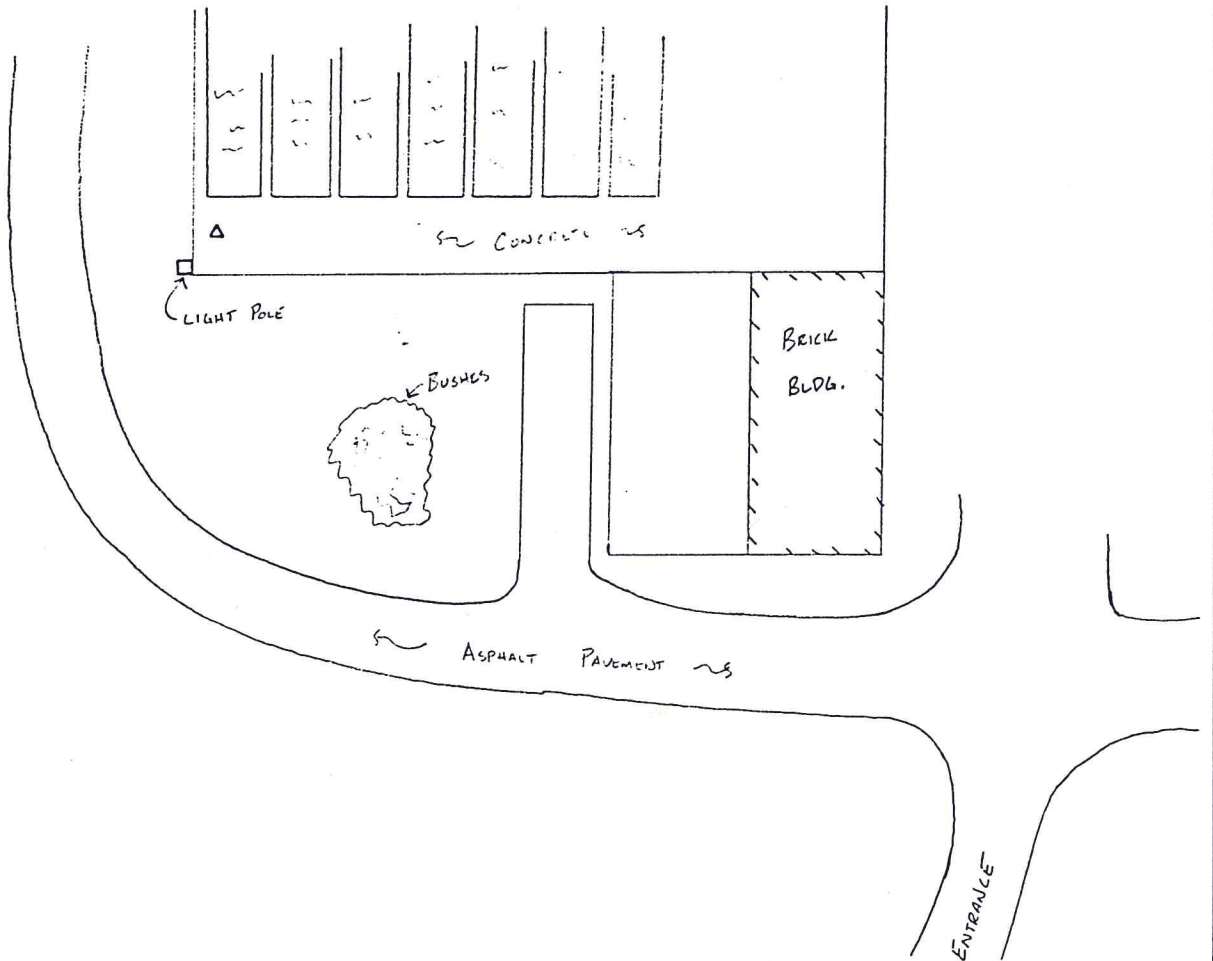 CONCRETE
LIGHT POLE
BRICK
BLDG.
BUSHES
ASPHALT PAVEMENT
ENTRANCE